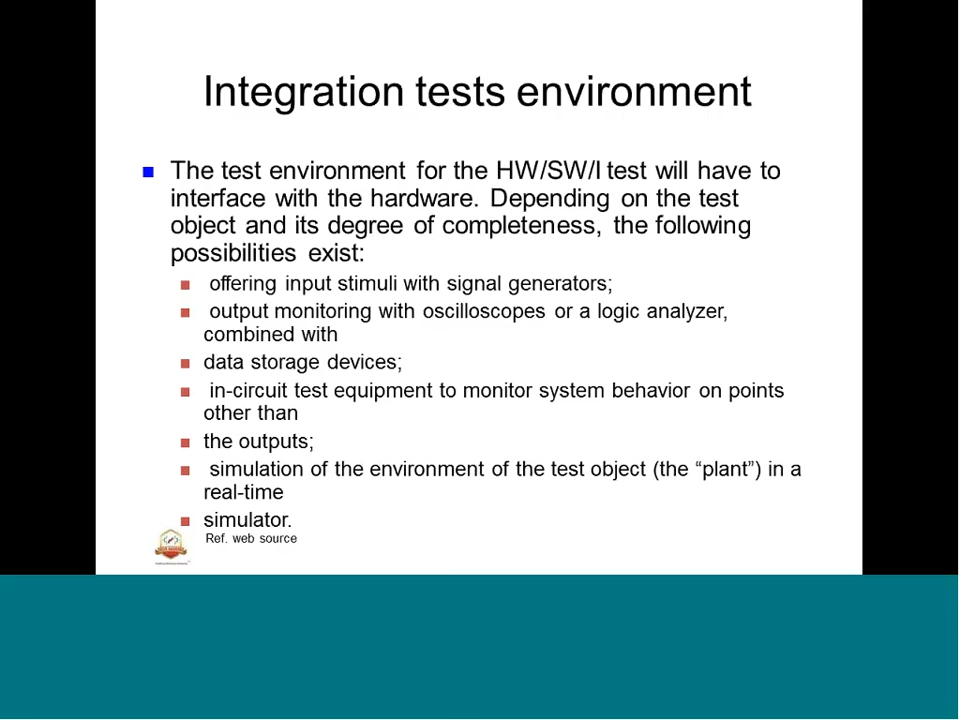 Integration tests environment
The test environment for the HW/SW/I test will have to
interface with the hardware. Depending on the test
object and its degree of completeness, the following
possibilities exist:
offering input stimuli with signal generators;
output monitoring with oscilloscopes or a logic analyzer,
combined with
data storage devices;
in-circuit test equipment to monitor system behavior on points
other than
the outputs;
simulation of the environment of the test object (the “plant”) in a
real-time
simulator.
Ref. web source